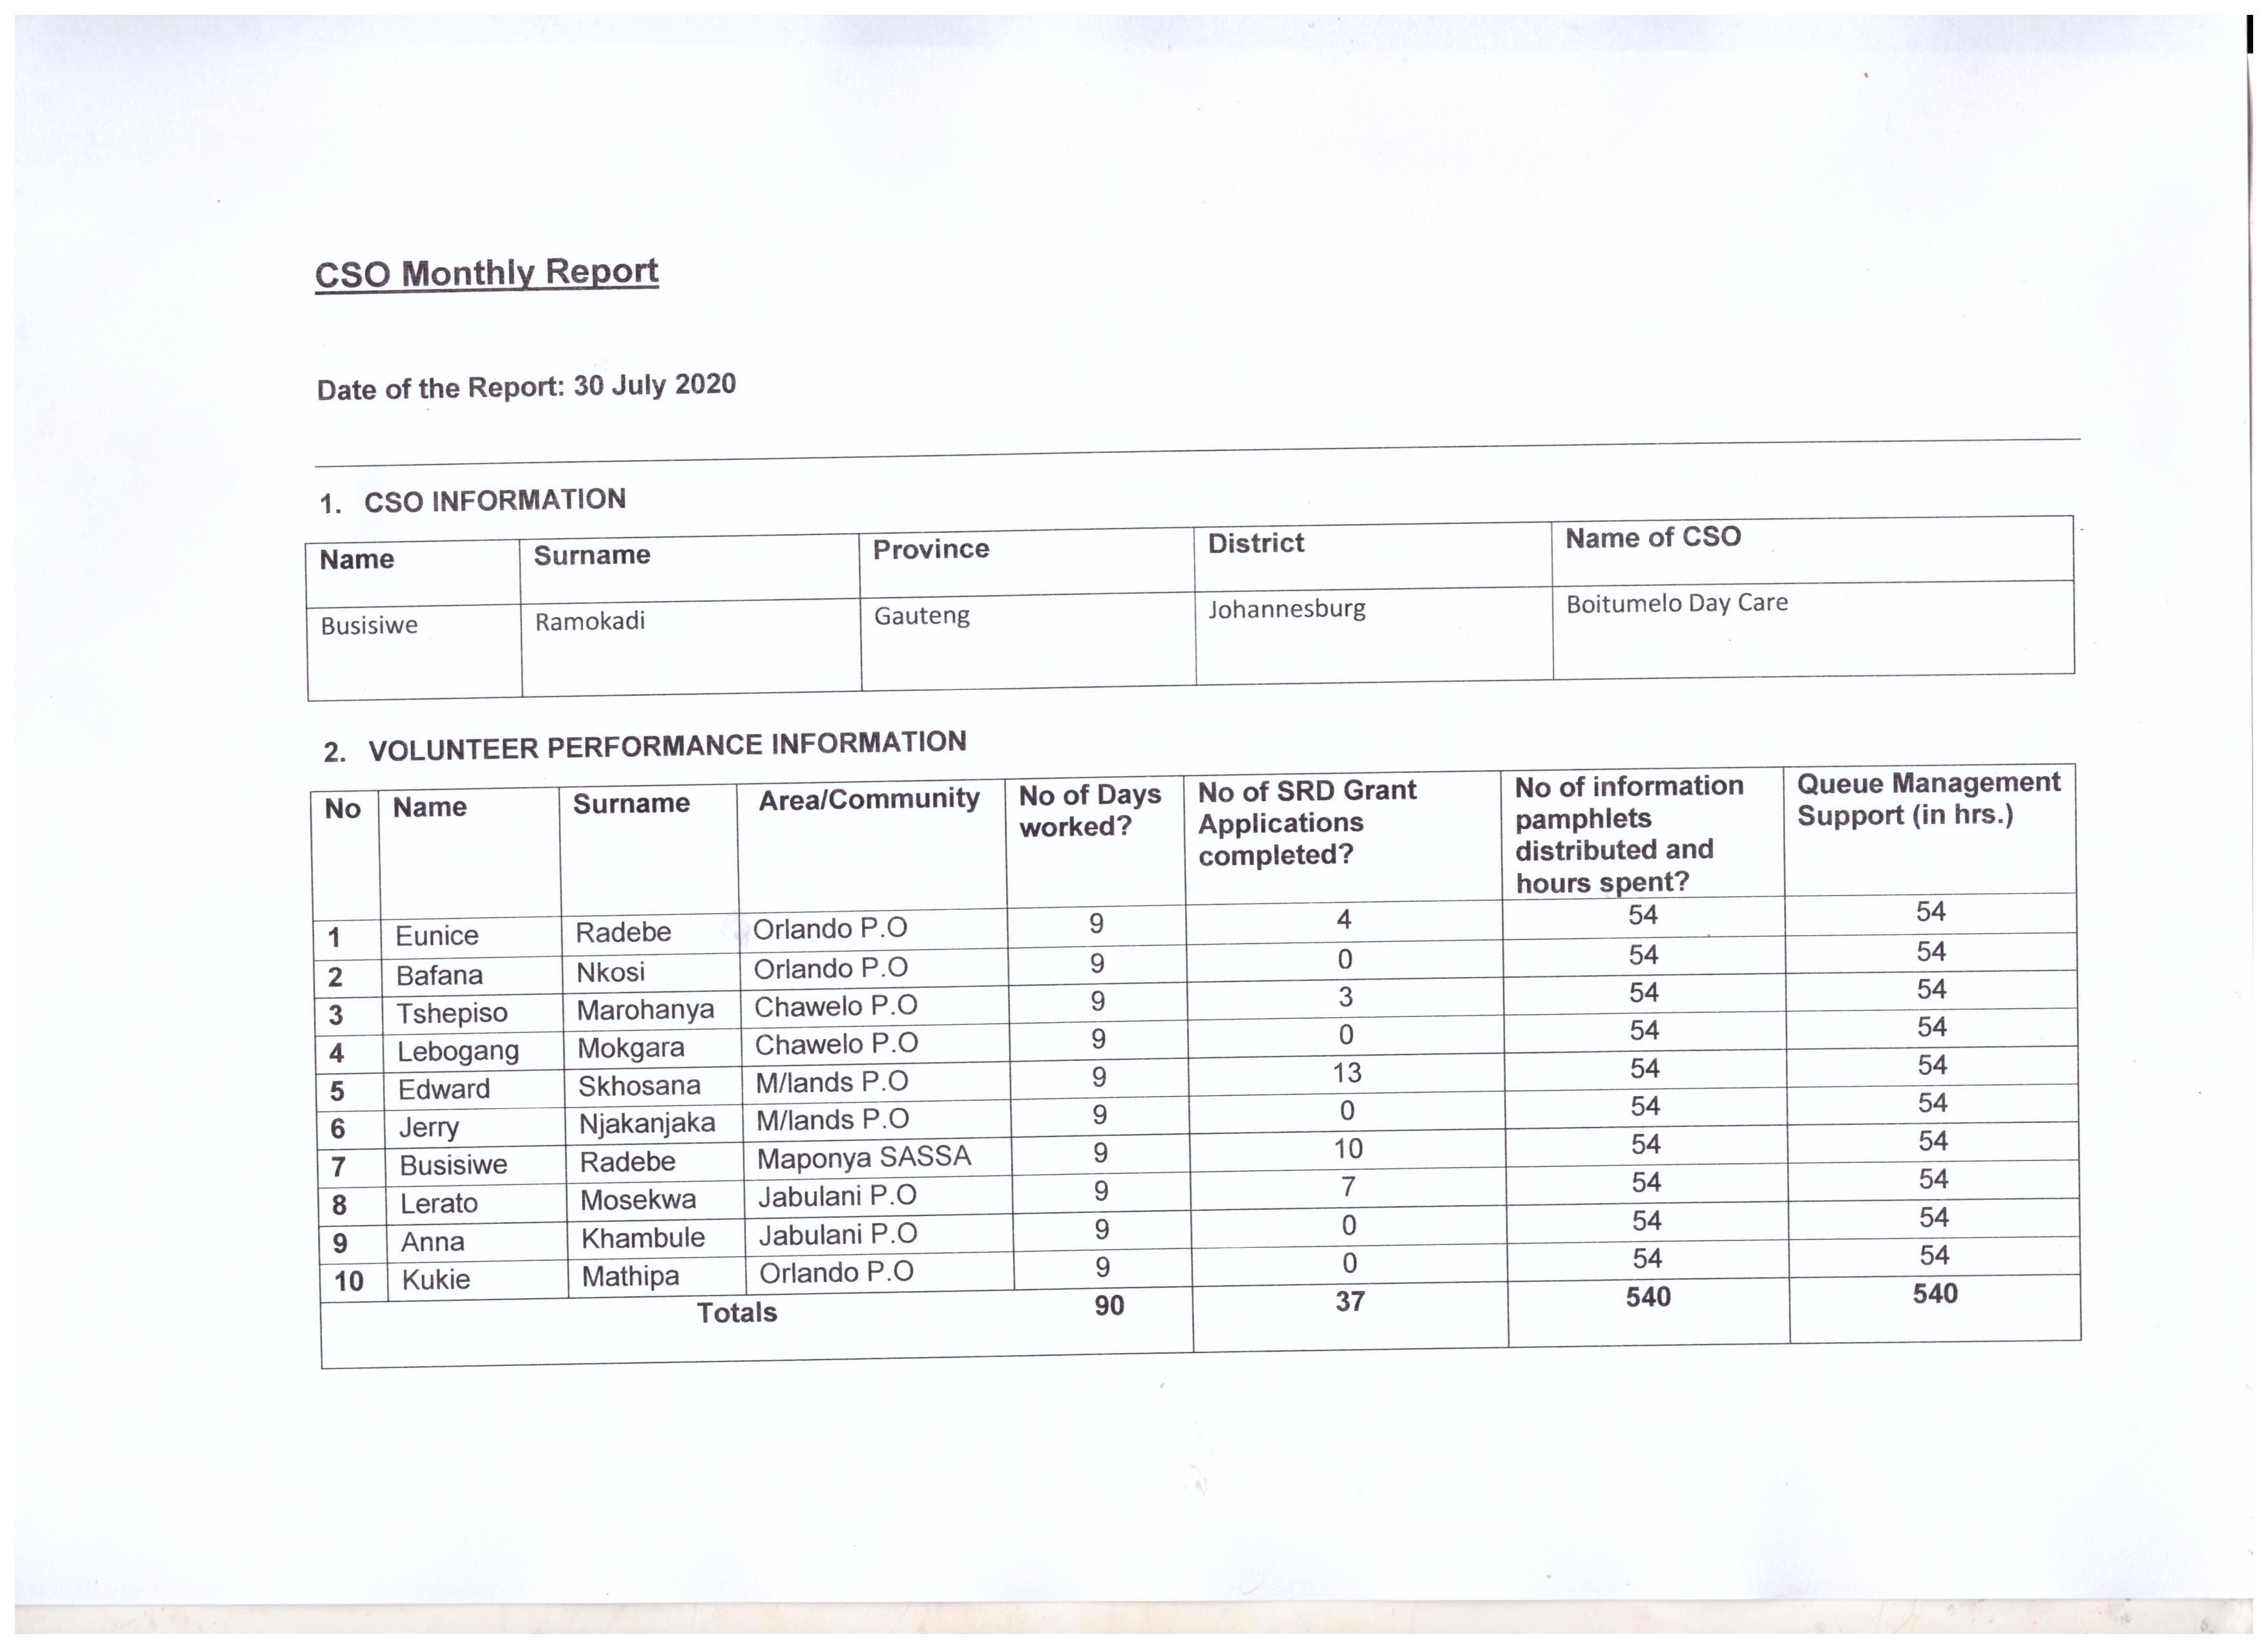 CSO Monthly Report
Date of the Report: 30 July 2020
1. CSO INFORMATION
Name Surname Province District Name of CSO
Busisiwe Ramokadi Gauteng Johannesburg Boitumelo Day Care
2. VOLUNTEER PERFORMANCE INFORMATION
No Name Surname Area/Community No of Days worked? No of SRD Grant Applications completed? No of information pamphlets distributed and hours spent? Queue Management Support (in hrs.)
1 Eunice Radebe Orlando P.O 9 4 54 54
2 Bafana Nkosi Orlando P.O 9 0 54 54
3 Tshepiso Marohanya Chawelo P.O 9 3 54 54
4 Lebogang Mokgara Chawelo P.O 9 0 54 54
5 Edward Skhosana M/lands P.O 9 13 54 54
6 Jerry Njakanjaka M/lands P.O 9 0 54 54
7 Busisiwe Radebe Maponya SASSA 9 10 54 54
8 Lerato Mosekwa Jabulani P.O 9 7 54 54
9 Anna Khambule Jabulani P.O 9 0 54 54
10 Kukie Mathipa Orlando P.O 9 0 54 54
Totals 90 37 540 540